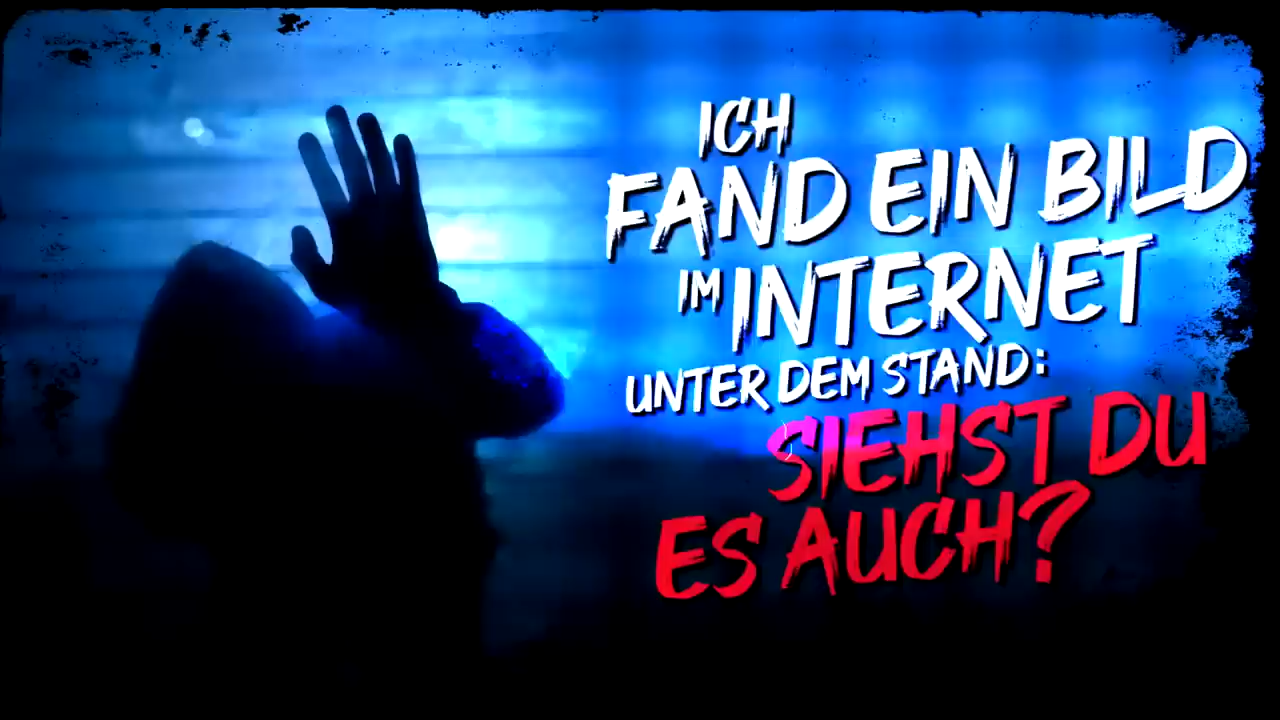 ICH
FAND EIN BILD
IM INTERNET
UNTER DEM STAND:
SIEHST DU
ES AUCH?